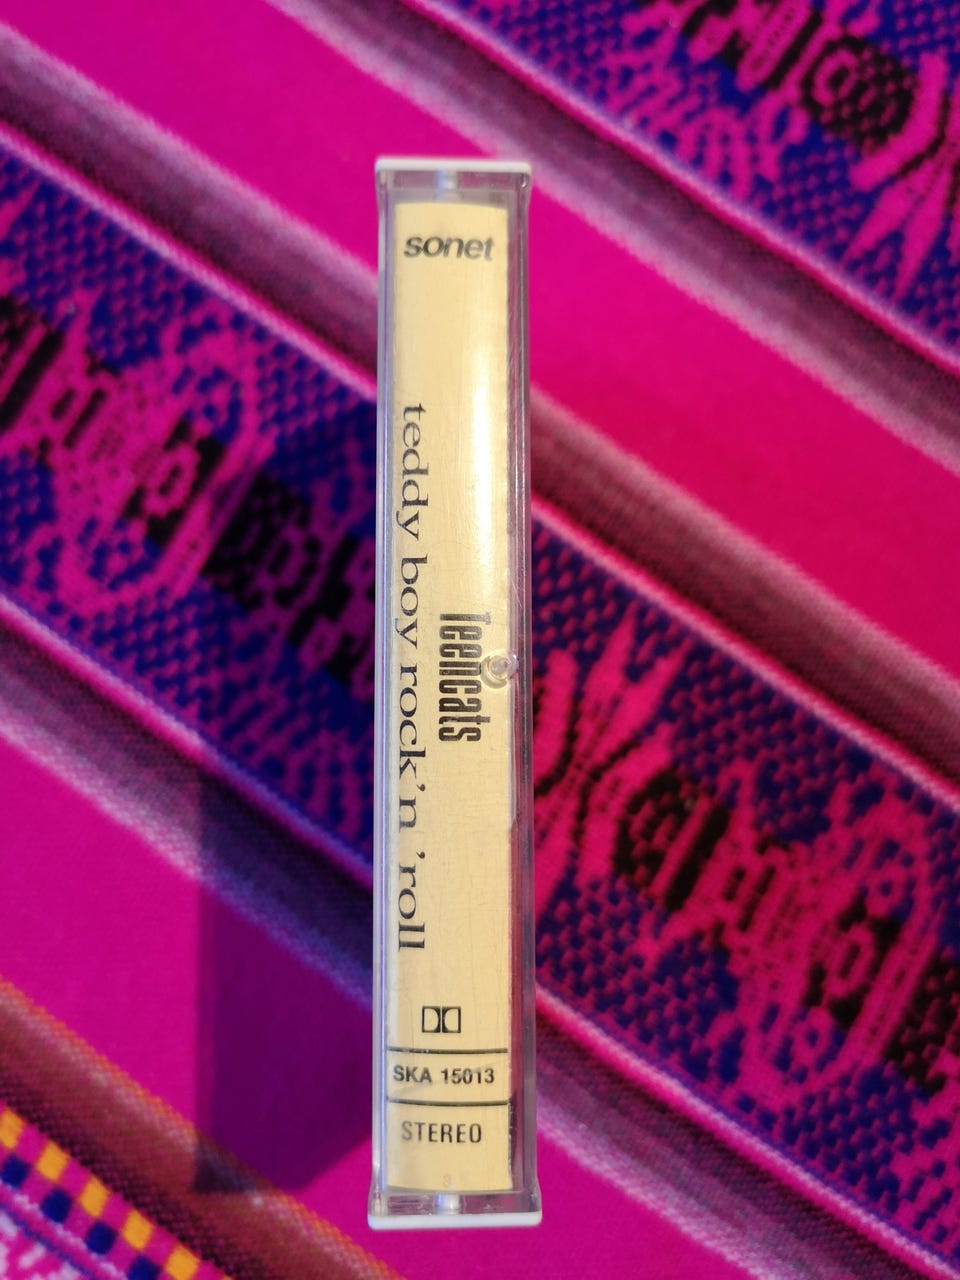 sonet
Teencats
teddy boy rock'n 'roll
SKA 15013
STEREO